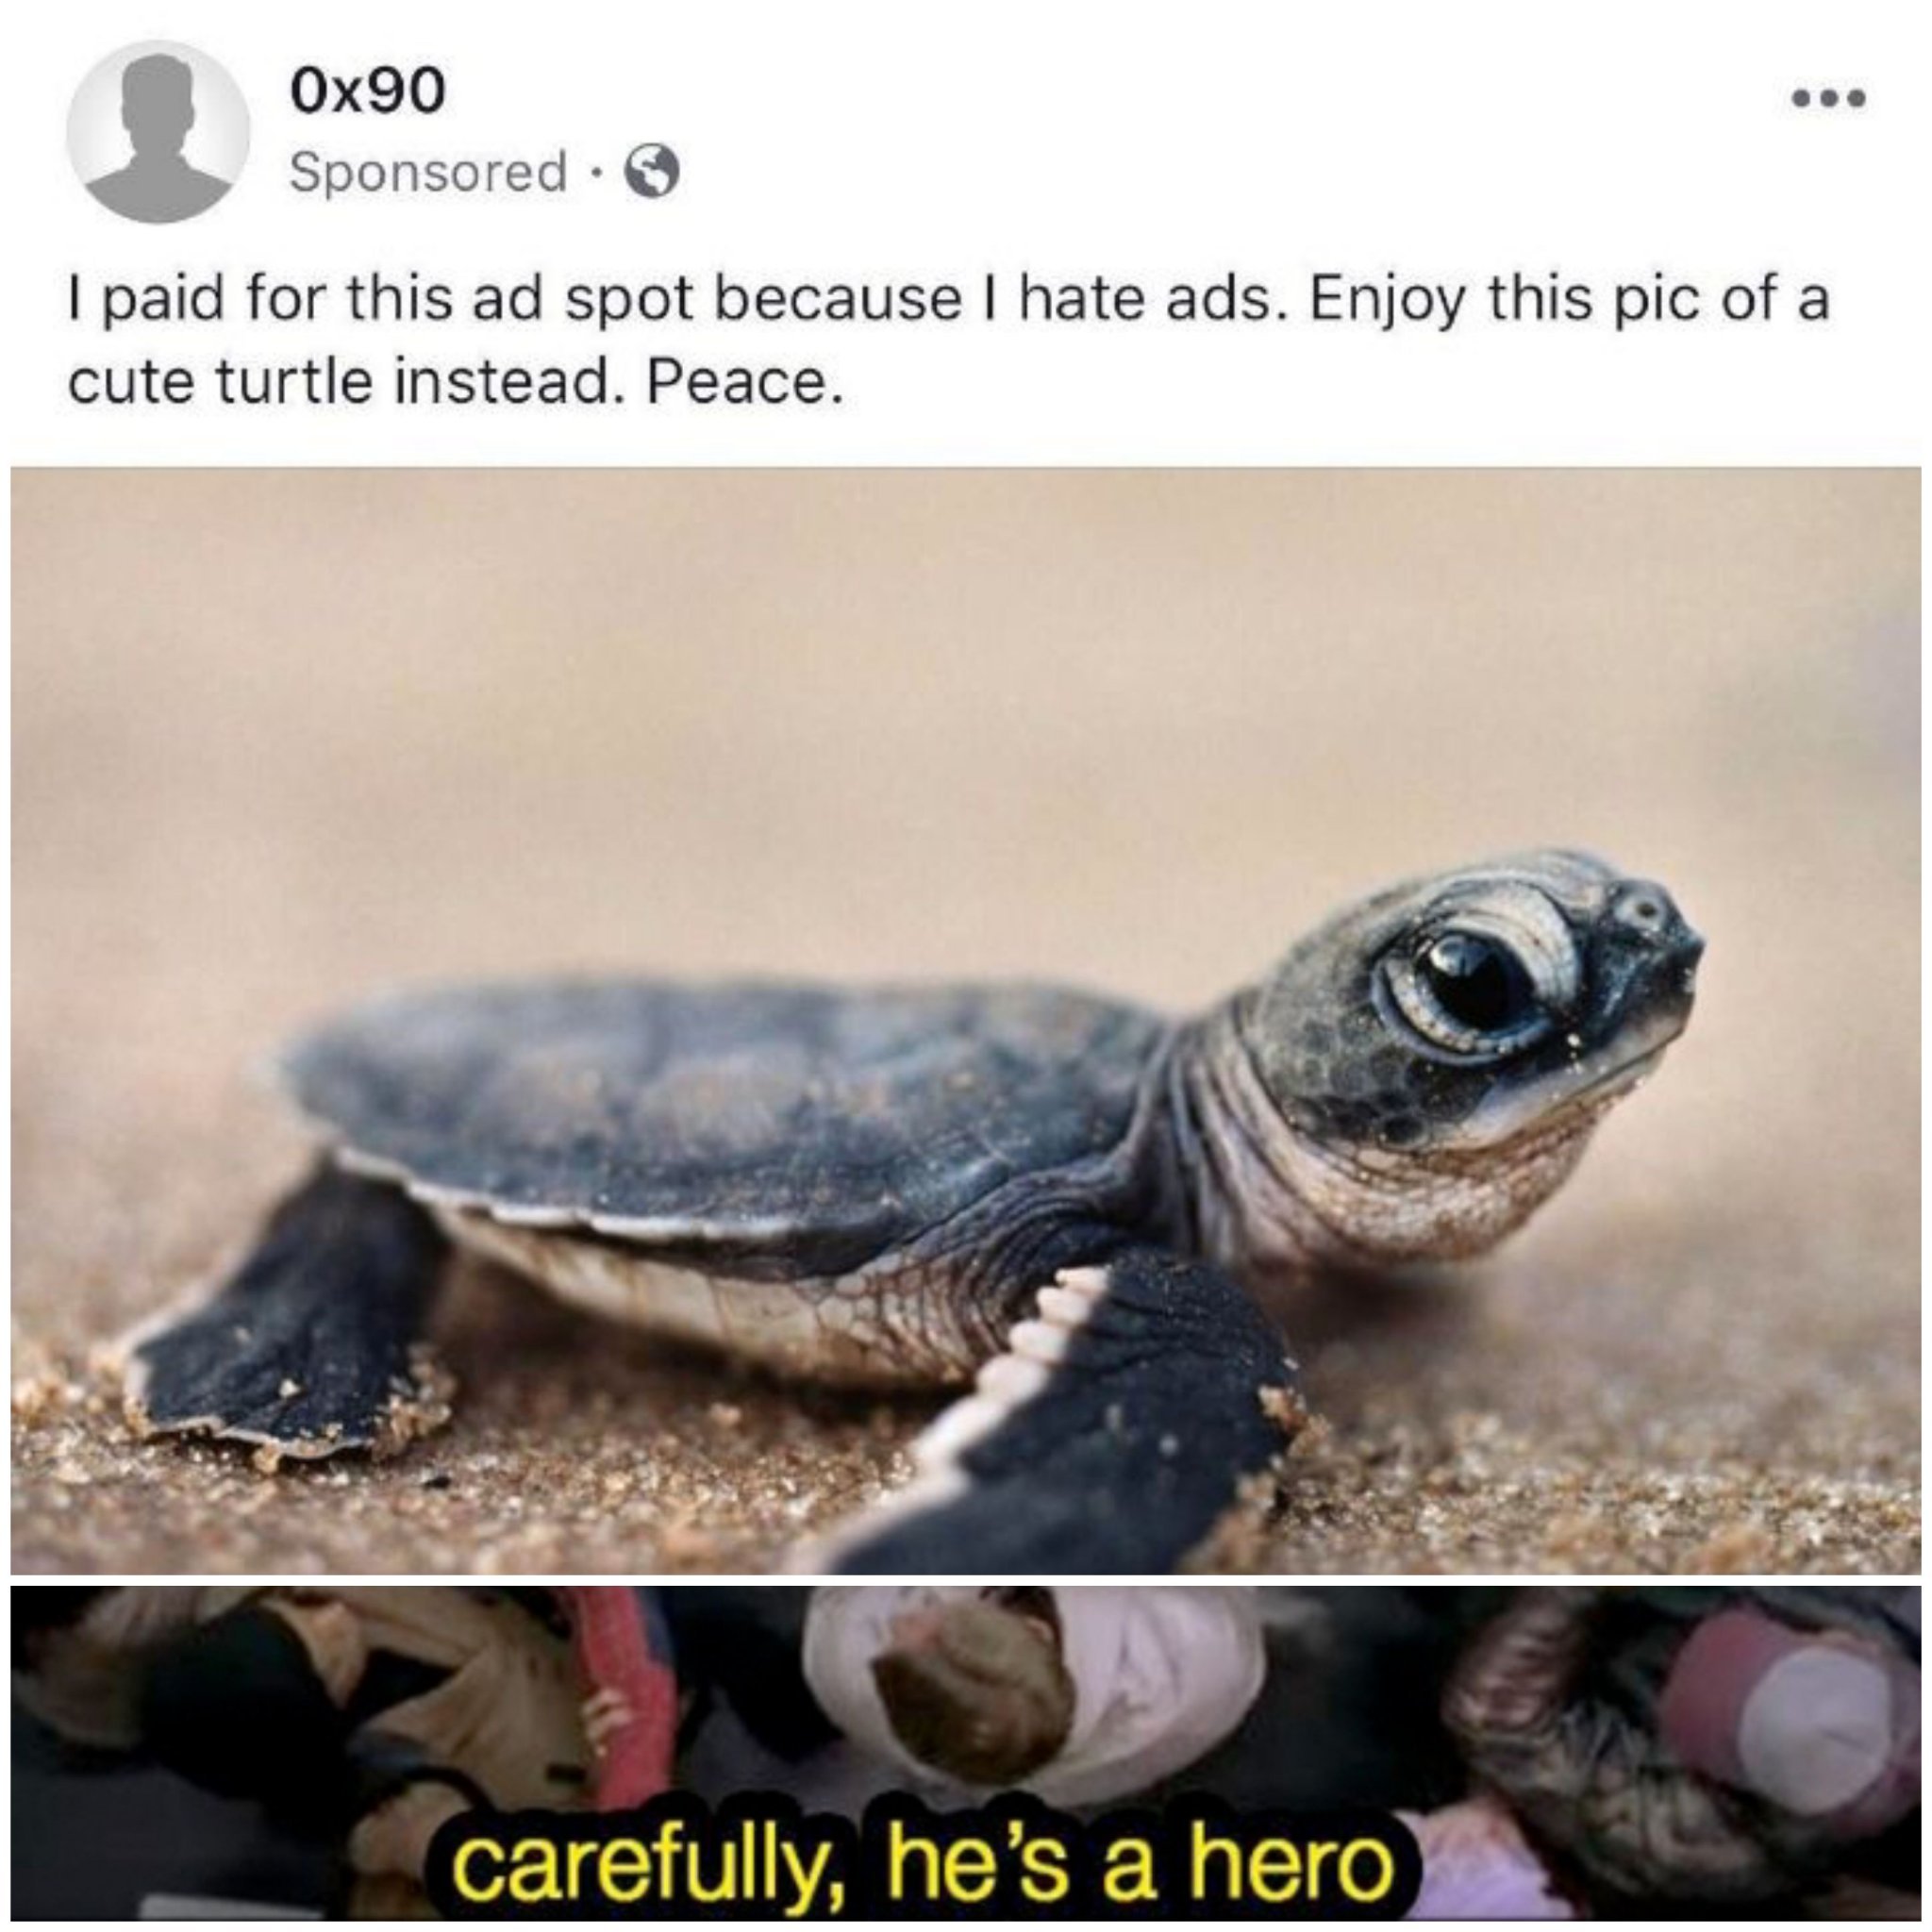 0x90
Sponsored ·
I paid for this ad spot because I hate ads. Enjoy this pic of a
cute turtle instead. Peace.
carefully, he's a hero